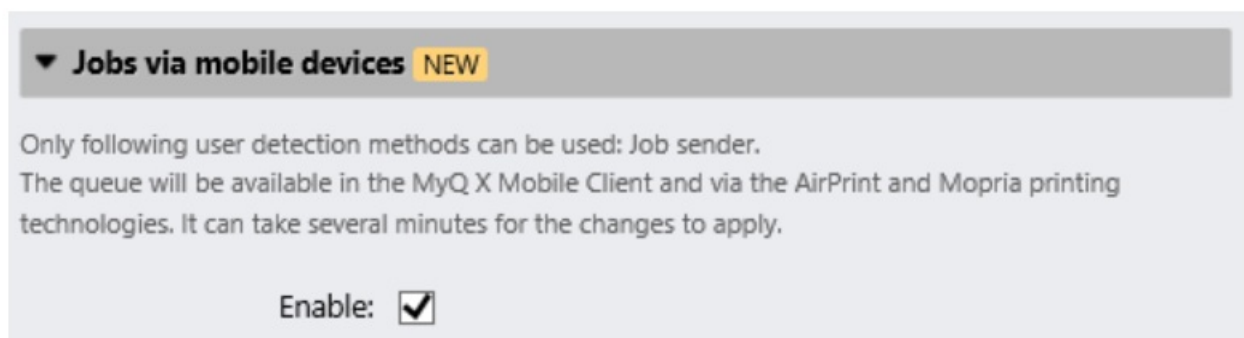 Jobs via mobile devices NEW
Only following user detection methods can be used: Job sender.
The queue will be available in the MyQ X Mobile Client and via the AirPrint and Mopria printing
technologies. It can take several minutes for the changes to apply.
Enable: